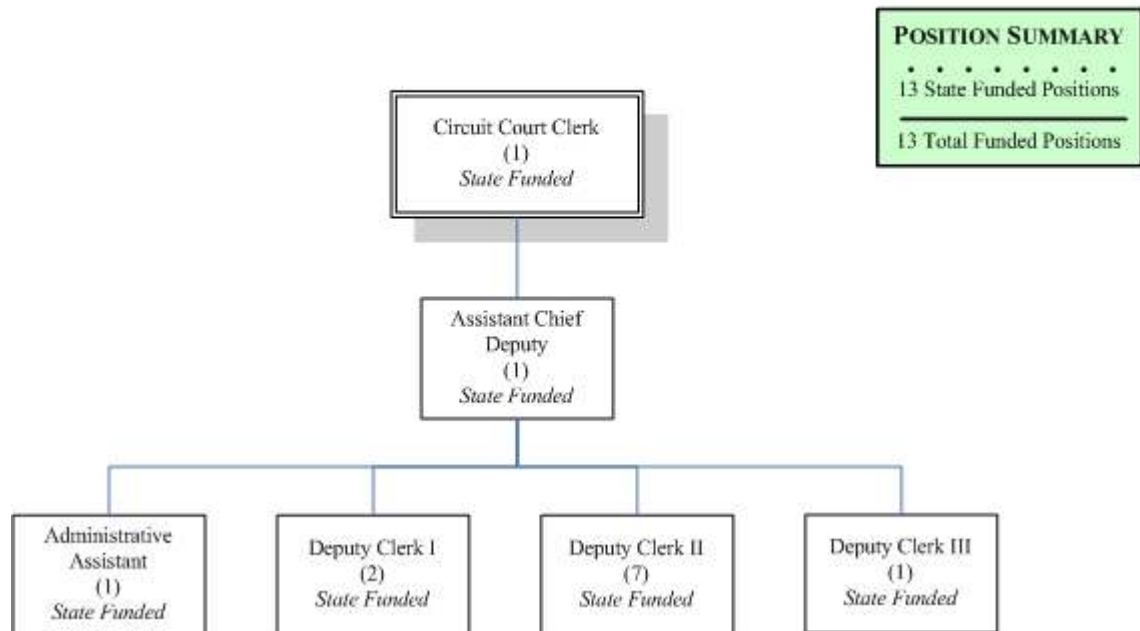 POSITION SUMMARY
. . . . . . . .
13 State Funded Positions
13 Total Funded Positions
Circuit Court Clerk
(1)
State Funded
Assistant Chief
Deputy
(1)
State Funded
Administrative
Assistant
(1)
State Funded
Deputy Clerk I
(2)
State Funded
Deputy Clerk II
(7)
State Funded
Deputy Clerk III
(1)
State Funded